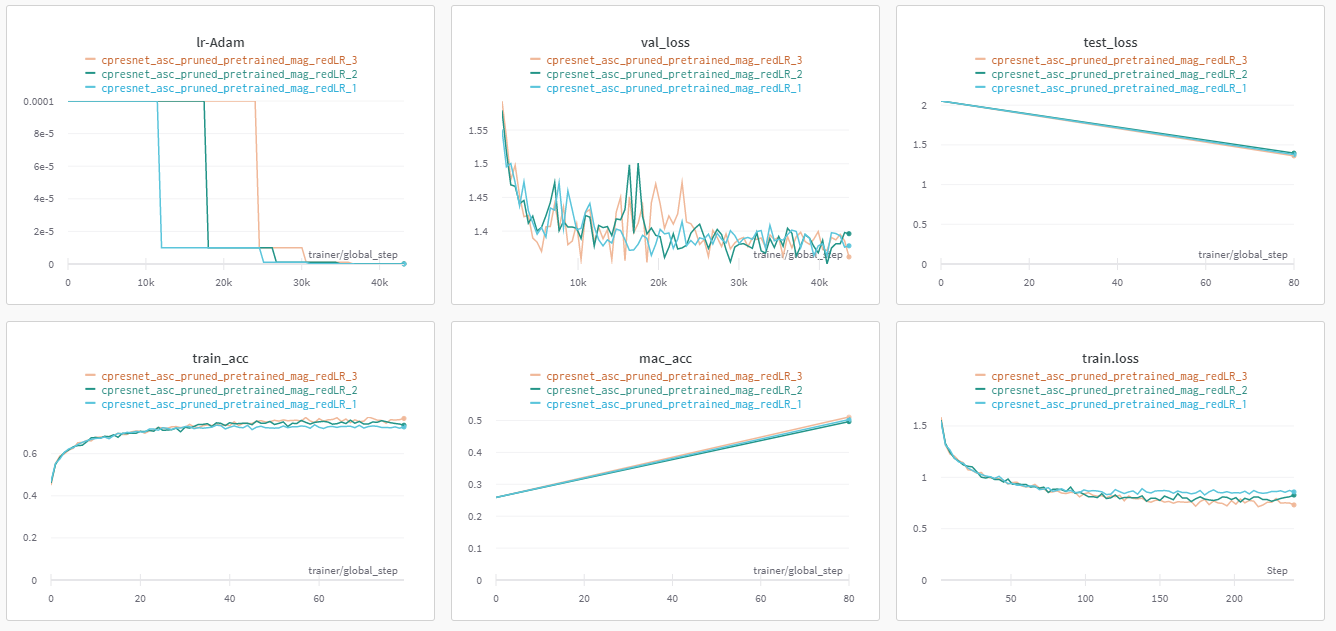 lr-Adam
cpresnet_asc_pruned_pretrained_mag_redLR_3
cpresnet_asc_pruned_pretrained_mag_redLR_2
cpresnet_asc_pruned_pretrained_mag_redLR_1
0.0001
8e-5
6e-5
4e-5
2e-5
0
trainer/global_step
0 10k 20k 30k 40k
val_loss
cpresnet_asc_pruned_pretrained_mag_redLR_3
cpresnet_asc_pruned_pretrained_mag_redLR_2
cpresnet_asc_pruned_pretrained_mag_redLR_1
1.55
1.5
1.45
1.4
trainer/global_step
10k 20k 30k 40k
test_loss
cpresnet_asc_pruned_pretrained_mag_redLR_3
cpresnet_asc_pruned_pretrained_mag_redLR_2
cpresnet_asc_pruned_pretrained_mag_redLR_1
2
1.5
1
0.5
0
trainer/global_step
0 20 40 60 80
train_acc
cpresnet_asc_pruned_pretrained_mag_redLR_3
cpresnet_asc_pruned_pretrained_mag_redLR_2
cpresnet_asc_pruned_pretrained_mag_redLR_1
0.6
0.4
0.2
0
trainer/global_step
0 20 40 60
mac_acc
cpresnet_asc_pruned_pretrained_mag_redLR_3
cpresnet_asc_pruned_pretrained_mag_redLR_2
cpresnet_asc_pruned_pretrained_mag_redLR_1
0.5
0.4
0.3
0.2
0.1
0
trainer/global_step
0 20 40 60 80
train.loss
cpresnet_asc_pruned_pretrained_mag_redLR_3
cpresnet_asc_pruned_pretrained_mag_redLR_2
cpresnet_asc_pruned_pretrained_mag_redLR_1
1.5
1
0.5
0
Step
50 100 150 200